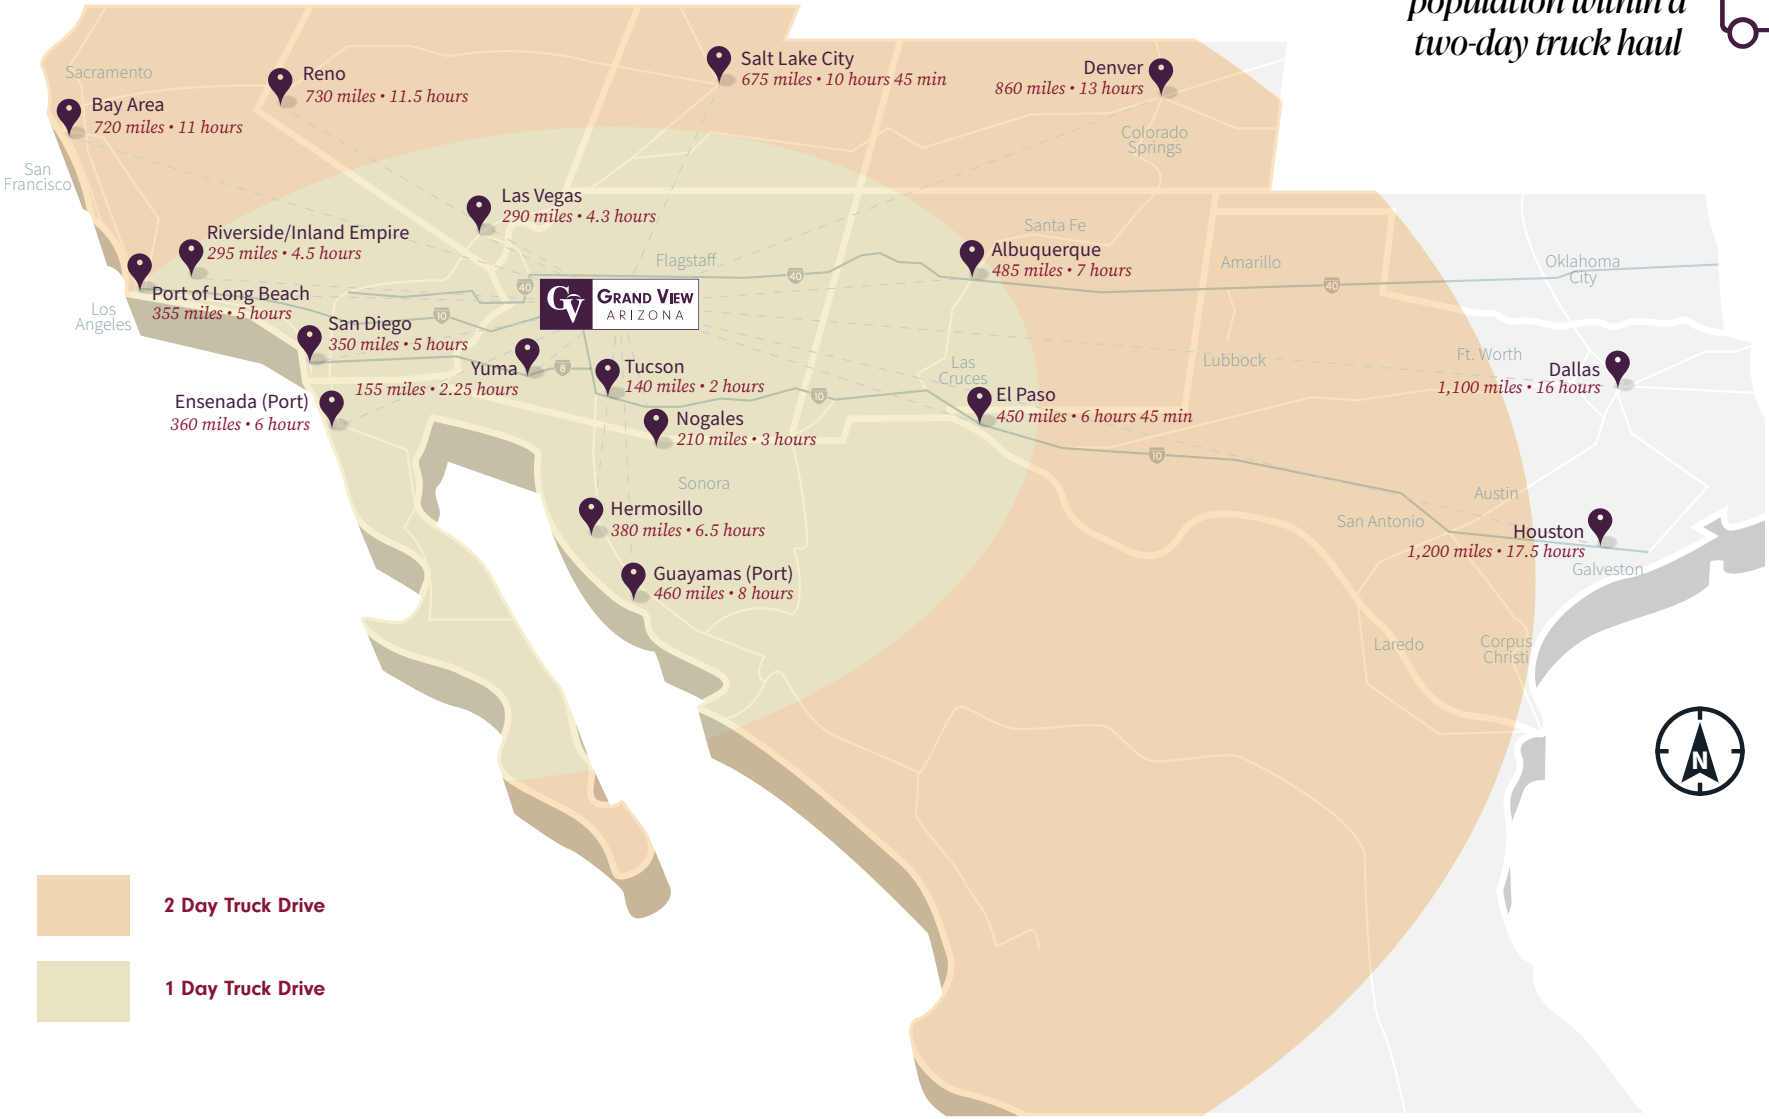 population within a
two-day truck haul
Sacramento
Reno
730 miles • 11.5 hours
Bay Area
720 miles • 11 hours
San
Francisco
Salt Lake City
675 miles • 10 hours 45 min
Denver
860 miles • 13 hours
Colorado
Springs
Las Vegas
290 miles • 4.3 hours
Riverside/Inland Empire
295 miles • 4.5 hours
Port of Long Beach
355 miles • 5 hours
Los
Angeles
San Diego
350 miles • 5 hours
Flagstaff
40
40
10
GV
GRAND VIEW
ARIZONA
Santa Fe
Albuquerque
485 miles • 7 hours
Amarillo
40
Oklahoma
City
Yuma
155 miles • 2.25 hours
8
Tucson
140 miles • 2 hours
10
Ensenada (Port)
360 miles • 6 hours
Nogales
210 miles • 3 hours
Las
Cruces
El Paso
450 miles • 6 hours 45 min
Lubbock
Ft. Worth
Dallas
1,100 miles • 16 hours
10
Sonora
Hermosillo
380 miles • 6.5 hours
Guayamas (Port)
460 miles • 8 hours
Austin
San Antonio
Houston
1,200 miles • 17.5 hours
Galveston
Laredo
Corpus
Christi
N
2 Day Truck Drive
1 Day Truck Drive